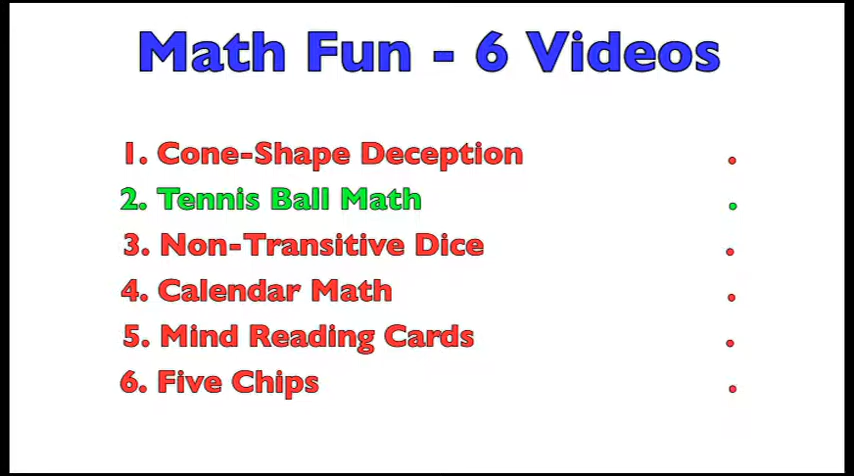 Math Fun - 6 Videos
1. Cone-Shape Deception .
2. Tennis Ball Math .
3. Non-Transitive Dice .
4. Calendar Math .
5. Mind Reading Cards .
6. Five Chips .